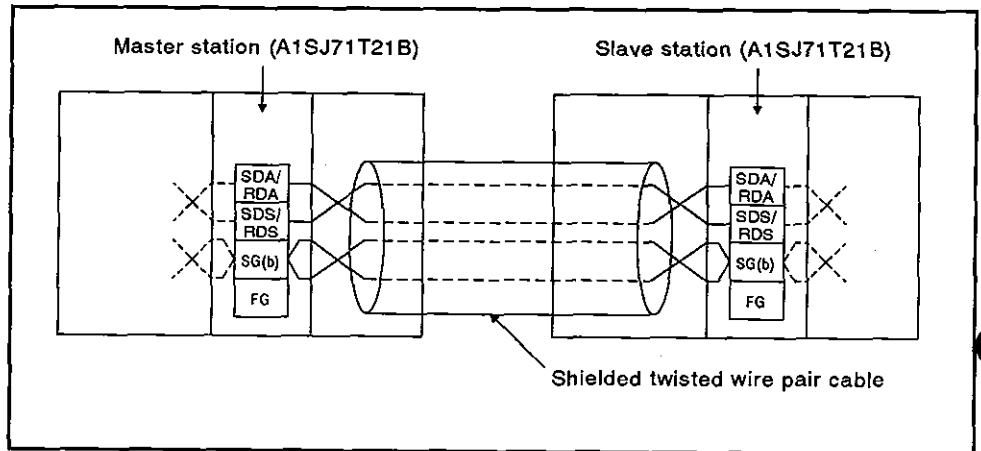 Master station (A1SJ71T21B)
Slave station (A1SJ71T21B)
SDA/
RDA
SDS/
RDS
SG(b)
FG
SDA/
RDA
SDS/
RDS
SG(b)
FG
Shielded twisted wire pair cable